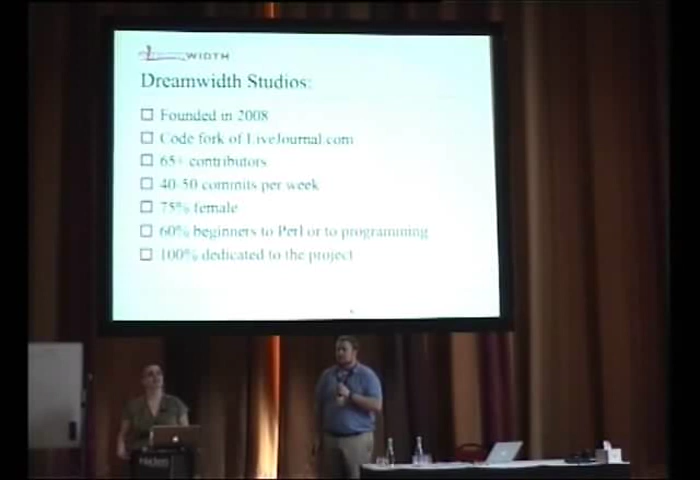 WIDTH
Dreamwidth Studios:
Founded in 2008
Code fork of LiveJournal.com
65+ contributors
40-50 commits per week
75% female
60% beginners to Perl or to programming
100% dedicated to the project